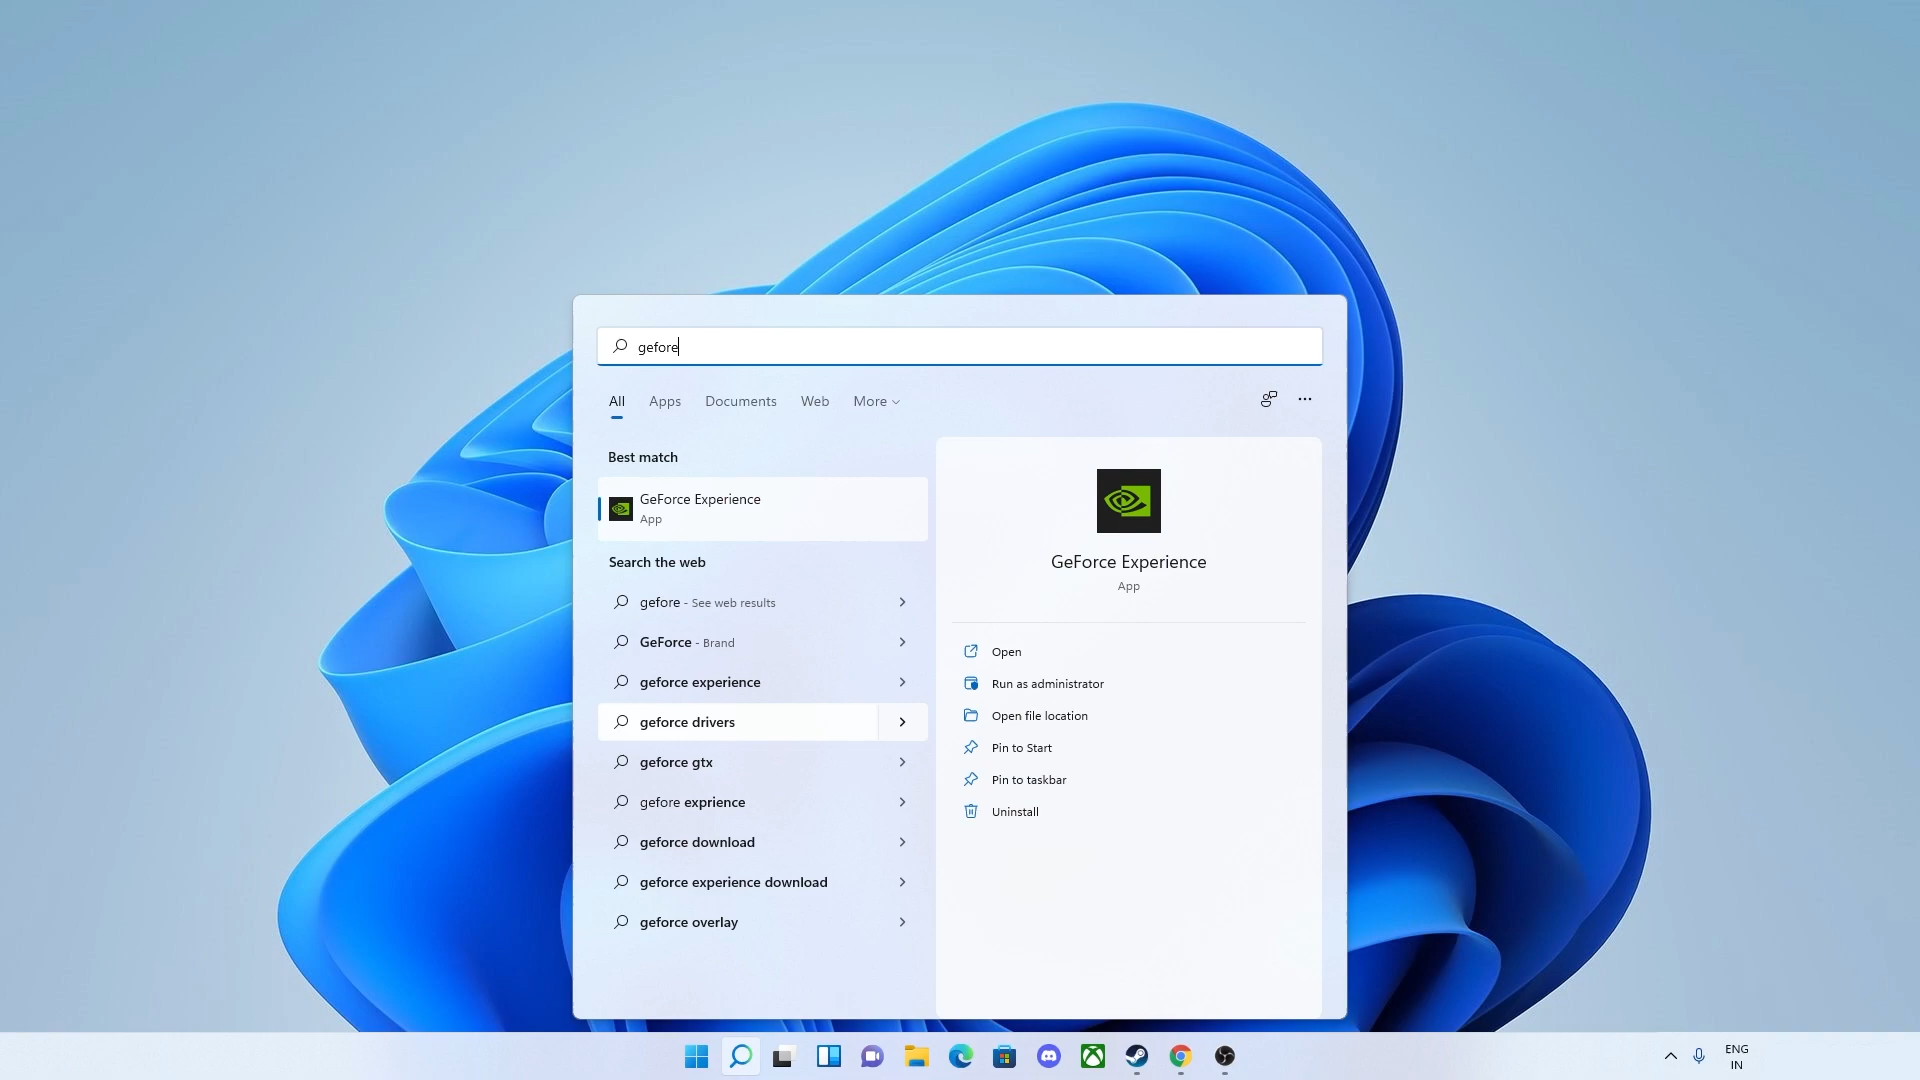 gefore
All Apps Documents Web More
Best match
GeForce Experience
App
Search the web
gefore - See web results
GeForce - Brand
geforce experience
geforce drivers
geforce gtx
gefore exprience
geforce download
geforce experience download
geforce overlay
GeForce Experience
App
Open
Run as administrator
Open file location
Pin to Start
Pin to taskbar
Uninstall
ENG
IN